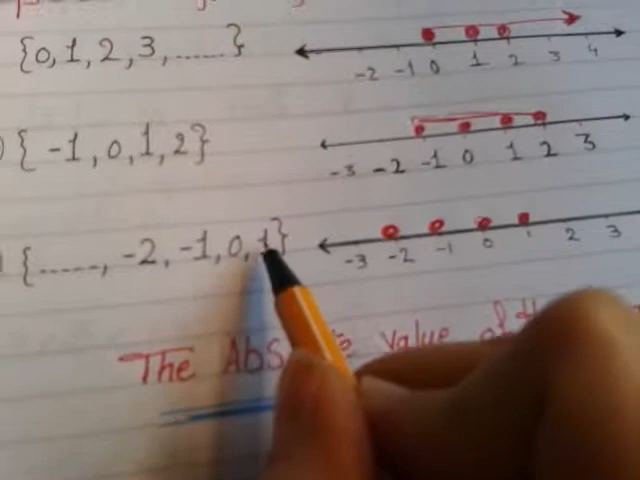 {0, 1, 2, 3, ......}
-2 -1 0 1 2 3 4
) { -1, 0, 1, 2}
-3 -2 -1 0 1 2 3
{......, -2, -1, 0, 1}
-3 -2 -1 0 1 2 3
The value of